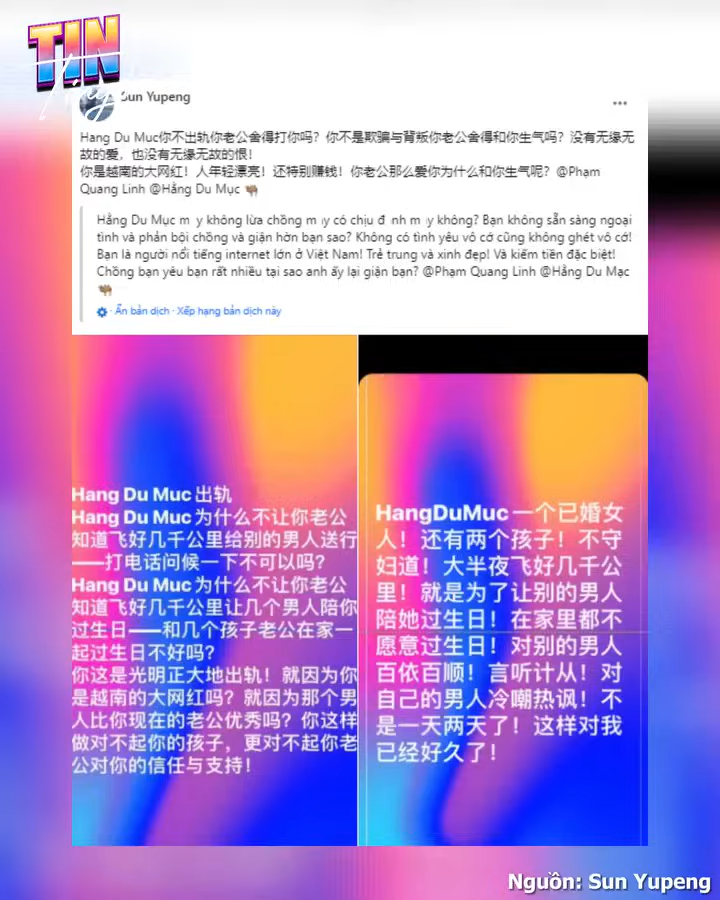 TIN
Sun Yupeng
Hang Du Muc你不出轨你老公舍得打你吗？你不是欺骗与背叛你老公舍得和你生气吗？没有无缘无
故的爱，也没有无缘无故的恨！
你是越南的大网红！人年轻漂亮！还特别赚钱！你老公那么爱你为什么和你生气呢？@Phạm
Quang Linh @Hằng Du Mục 🐫
Hằng Du Mục m y không lừa chồng m y có chịu đ nh m y không? Bạn không sẵn sàng ngoại
tình và phản bội chồng và giận hờn bạn sao? Không có tình yêu vô cớ cũng không ghét vô cớ!
Bạn là người nổi tiếng internet lớn ở Việt Nam! Trẻ trung và xinh đẹp! Và kiếm tiền đặc biệt!
Chồng bạn yêu bạn rất nhiều tại sao anh ấy lại giận bạn? @Phạm Quang Linh @Hằng Du Mạc
🐫
· Ẩn bản dịch · Xếp hạng bản dịch này
Hang Du Muc出轨
Hang Du Muc为什么不让你老公
知道飞好几千公里给别的男人送行
——打电话问候一下不可以吗？
Hang Du Muc为什么不让你老公
知道飞好几千公里让几个男人陪你
过生日——和几个孩子老公在家一
起过生日不好吗？
你这是光明正大地出轨！就因为你
是越南的大网红吗？就因为那个男
人比你现在的老公优秀吗？你这样
做对不起你的孩子，更对不起你老
公对你的信任与支持！
HangDuMuc一个已婚女
人！还有两个孩子！不守
妇道！大半夜飞好几千公
里！就是为了让别的男人
陪她过生日！在家里都不
愿意过生日！对别的男人
百依百顺！言听计从！对
自己的男人冷嘲热讽！不
是一天两天了！这样对我
已经好久了！
Nguồn: Sun Yupeng